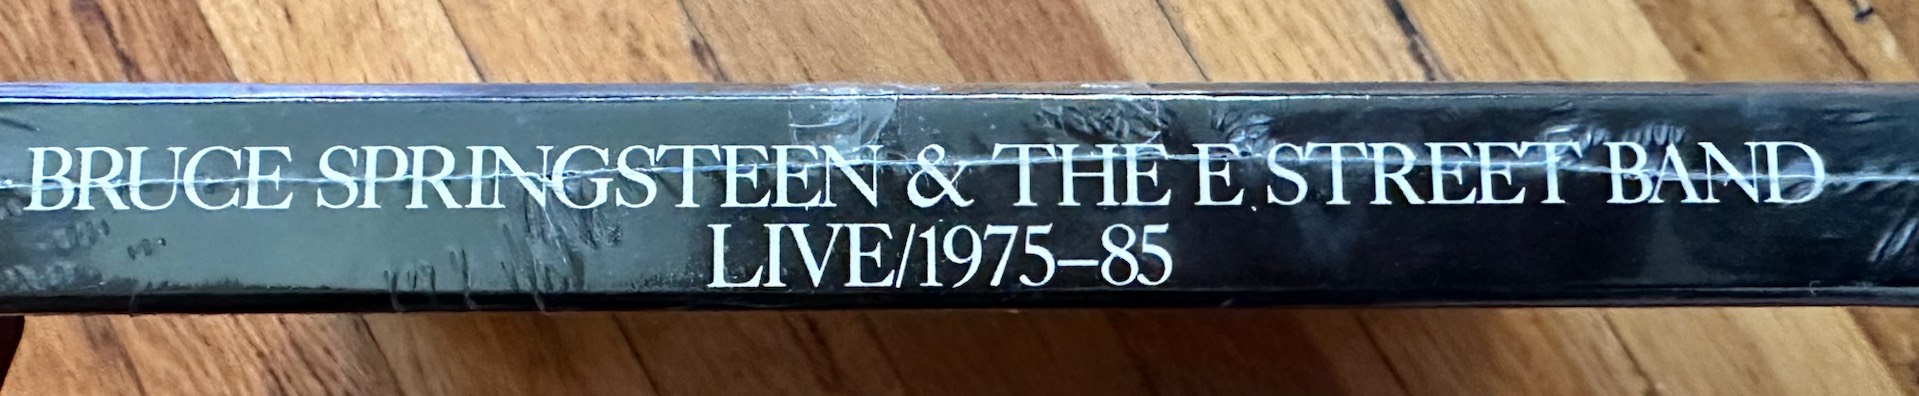 BRUCE SPRINGSTEEN & THE E STREET BAND
LIVE/1975–85